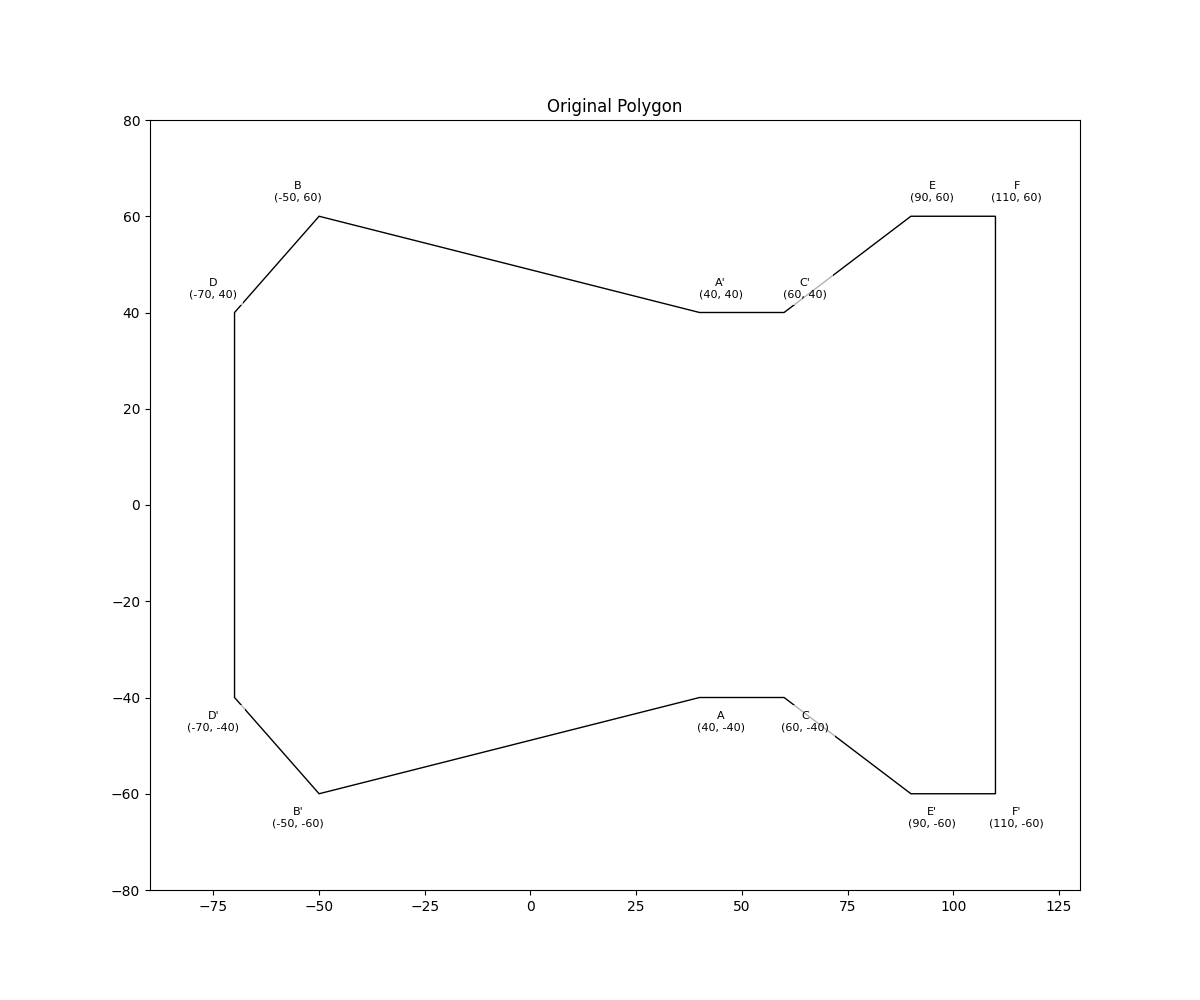 Original Polygon
80
B
(-50, 60)
E
(90, 60)
F
(110, 60)
60
D
(-70, 40)
A'
(40, 40)
C'
(60, 40)
40
20
0
−20
−40
D'
(-70, -40)
A
(40, -40)
C
(60, -40)
−60
B'
(-50, -60)
E'
(90, -60)
F'
(110, -60)
−80
−75
−50
−25
0
25
50
75
100
125